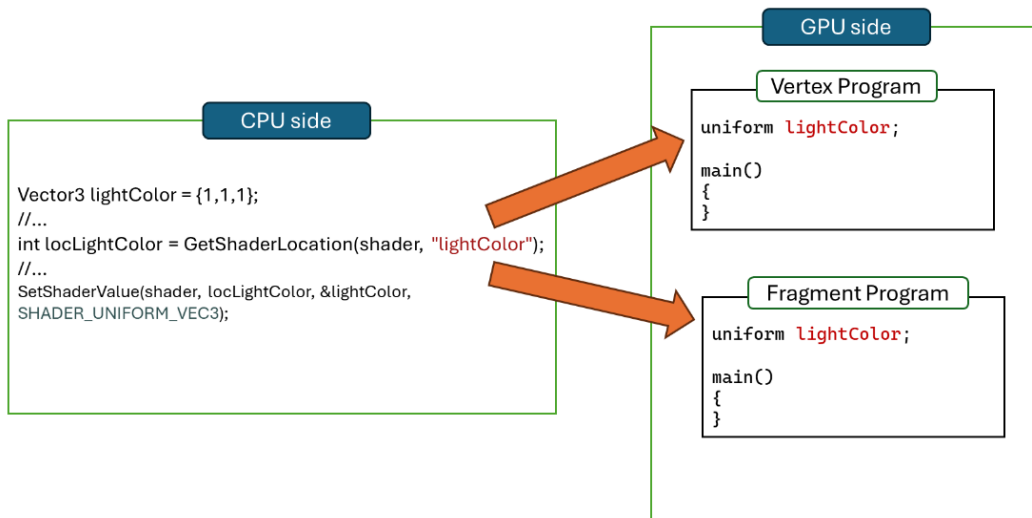 GPU side
Vertex Program
uniform lightColor;
main()
{
}
CPU side
Vector3 lightColor = {1,1,1};
//...
int locLightColor = GetShaderLocation(shader, "lightColor");
//...
SetShaderValue(shader, locLightColor, &lightColor,
SHADER_UNIFORM_VEC3);
Fragment Program
uniform lightColor;
main()
{
}